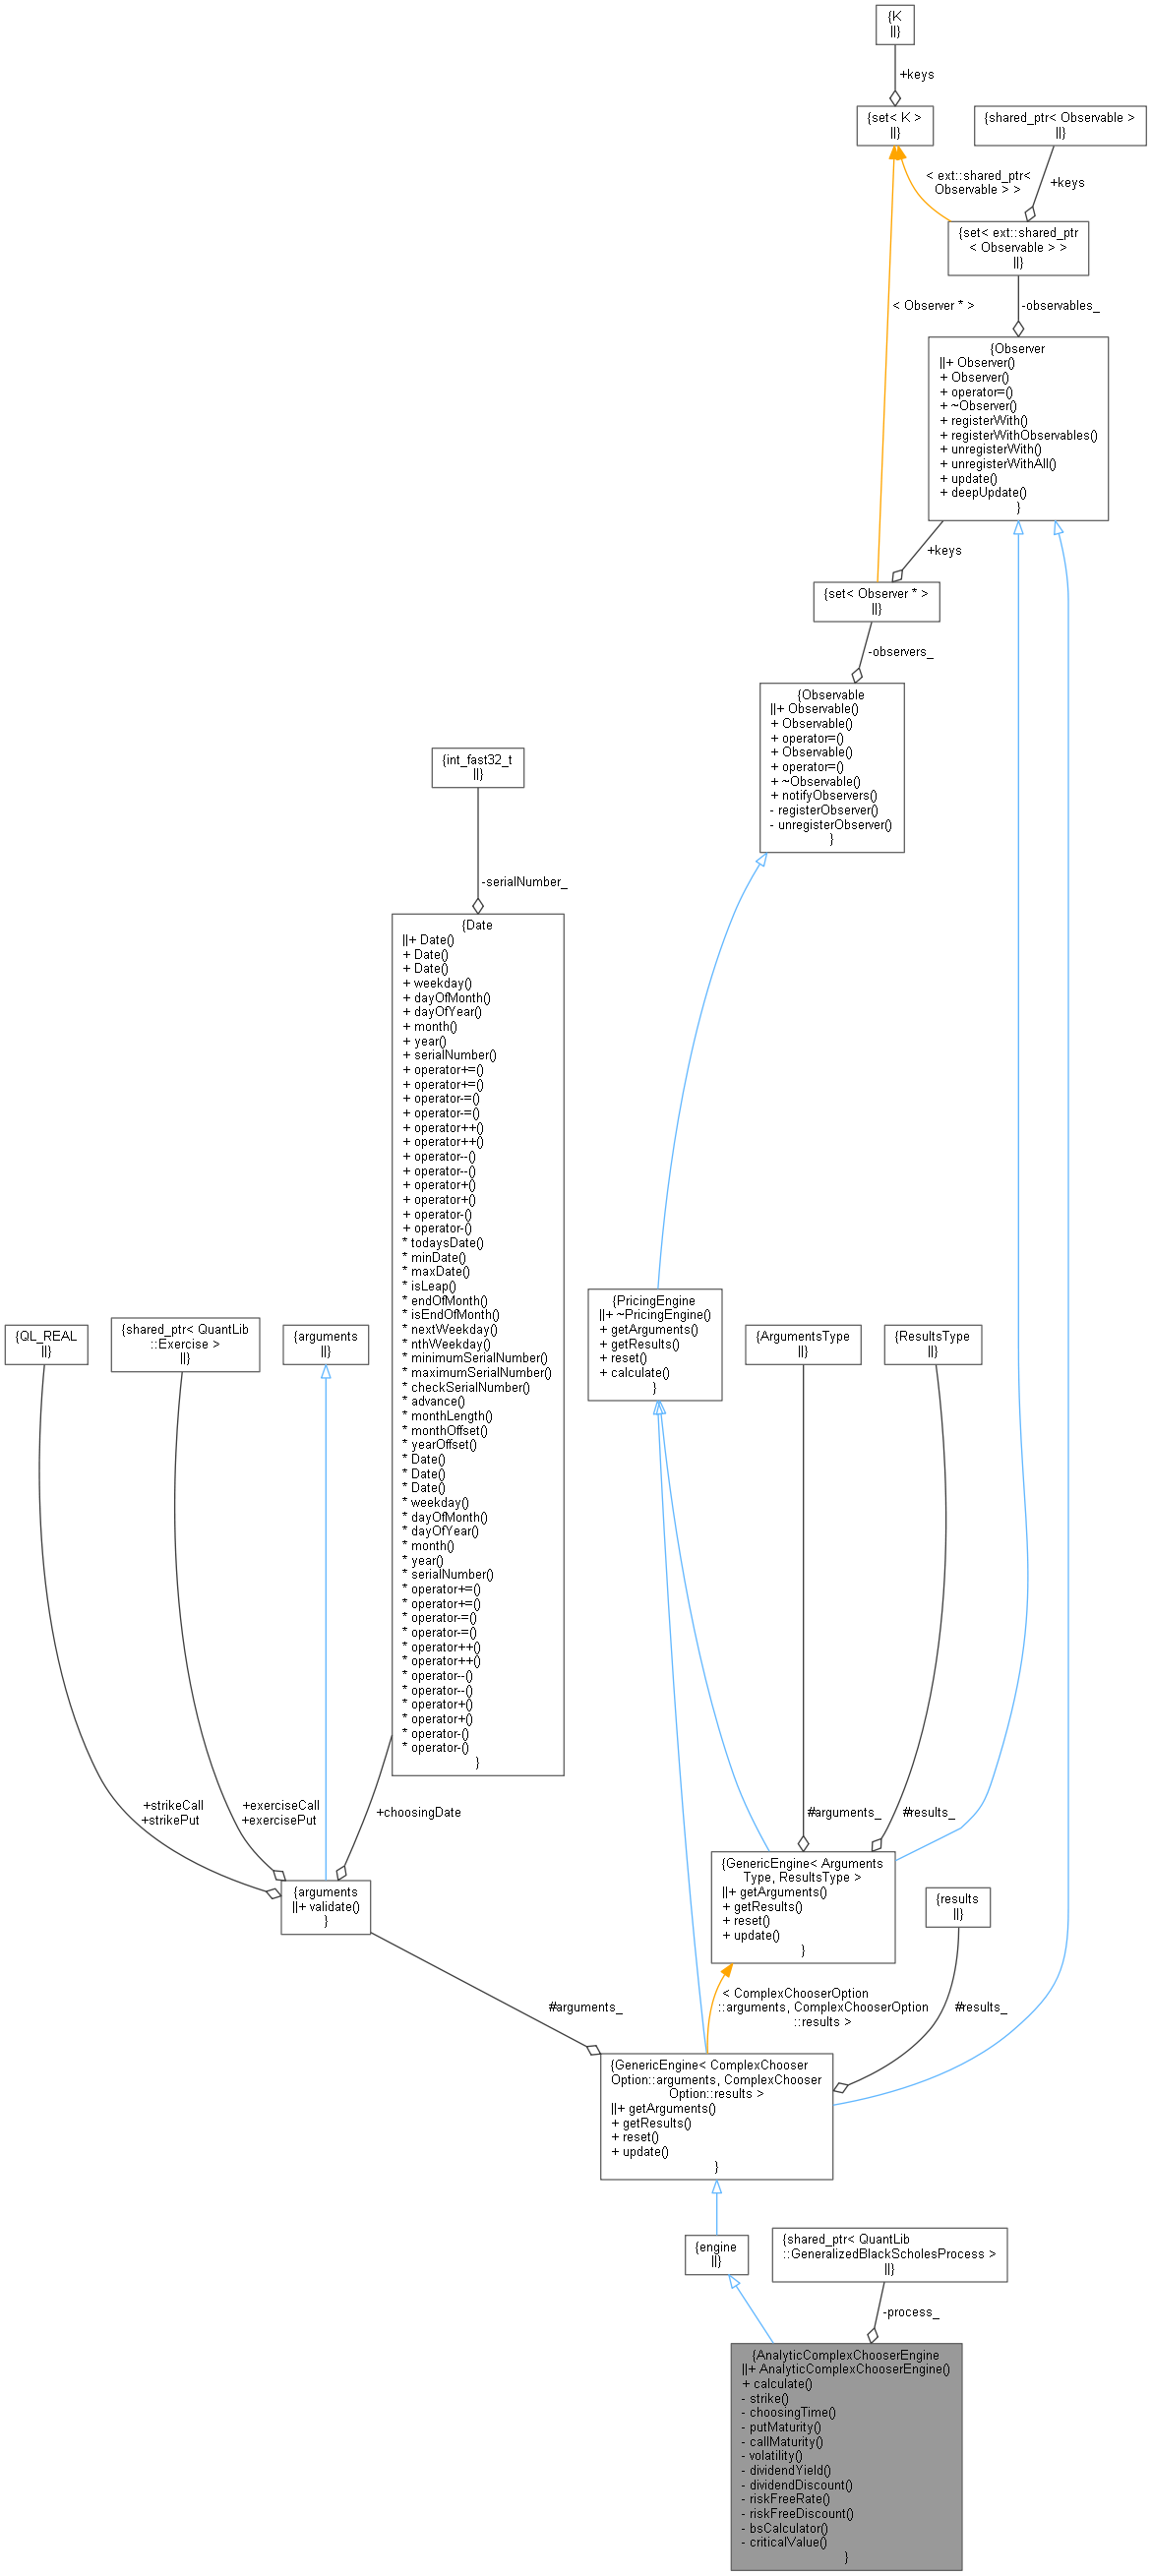 {K
||}
+keys
{set< K >
||}
{shared_ptr< Observable >
||}
< ext::shared_ptr<
Observable > >
+keys
{set< ext::shared_ptr
< Observable > >
||}
< Observer * >
-observables_
{Observer
||+ Observer()
+ Observer()
+ operator=()
+ ~Observer()
+ registerWith()
+ registerWithObservables()
+ unregisterWith()
+ unregisterWithAll()
+ update()
+ deepUpdate()
}
+keys
{set< Observer * >
||}
-observers_
{Observable
||+ Observable()
+ Observable()
+ operator=()
+ Observable()
+ operator=()
+ ~Observable()
+ notifyObservers()
- registerObserver()
- unregisterObserver()
}
{int_fast32_t
||}
-serialNumber_
{Date
||+ Date()
+ Date()
+ Date()
+ weekday()
+ dayOfMonth()
+ dayOfYear()
+ month()
+ year()
+ serialNumber()
+ operator+=()
+ operator+=()
+ operator-=()
+ operator-=()
+ operator++()
+ operator++()
+ operator--()
+ operator--()
+ operator+()
+ operator+()
+ operator-()
+ operator-()
* todaysDate()
* minDate()
* maxDate()
* isLeap()
* endOfMonth()
* isEndOfMonth()
* nextWeekday()
* nthWeekday()
* minimumSerialNumber()
* maximumSerialNumber()
* checkSerialNumber()
* advance()
* monthLength()
* monthOffset()
* yearOffset()
* Date()
* Date()
* Date()
* weekday()
* dayOfMonth()
* dayOfYear()
* month()
* year()
* serialNumber()
* operator+=()
* operator+=()
* operator-=()
* operator-=()
* operator++()
* operator++()
* operator--()
* operator--()
* operator+()
* operator+()
* operator-()
* operator-()
}
{PricingEngine
||+ ~PricingEngine()
+ getArguments()
+ getResults()
+ reset()
+ calculate()
}
{QL_REAL
||}
{shared_ptr< QuantLib
::Exercise >
||}
{arguments
||}
{ArgumentsType
||}
{ResultsType
||}
+strikeCall
+strikePut
+exerciseCall
+exercisePut
+choosingDate
#arguments_
#results_
{arguments
||+ validate()
}
{GenericEngine< Arguments
Type, ResultsType >
||+ getArguments()
+ getResults()
+ reset()
+ update()
}
{results
||}
#arguments_
< ComplexChooserOption
::arguments, ComplexChooserOption
::results >
#results_
{GenericEngine< ComplexChooser
Option::arguments, ComplexChooser
Option::results >
||+ getArguments()
+ getResults()
+ reset()
+ update()
}
{engine
||}
{shared_ptr< QuantLib
::GeneralizedBlackScholesProcess >
||}
-process_
{AnalyticComplexChooserEngine
||+ AnalyticComplexChooserEngine()
+ calculate()
- strike()
- choosingTime()
- putMaturity()
- callMaturity()
- volatility()
- dividendYield()
- dividendDiscount()
- riskFreeRate()
- riskFreeDiscount()
- bsCalculator()
- criticalValue()
}